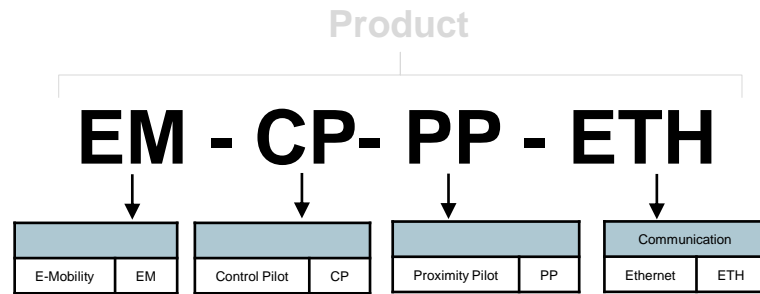 Product
EM - CP- PP - ETH
Communication
E-Mobility EM Control Pilot CP Proximity Pilot PP Ethernet ETH